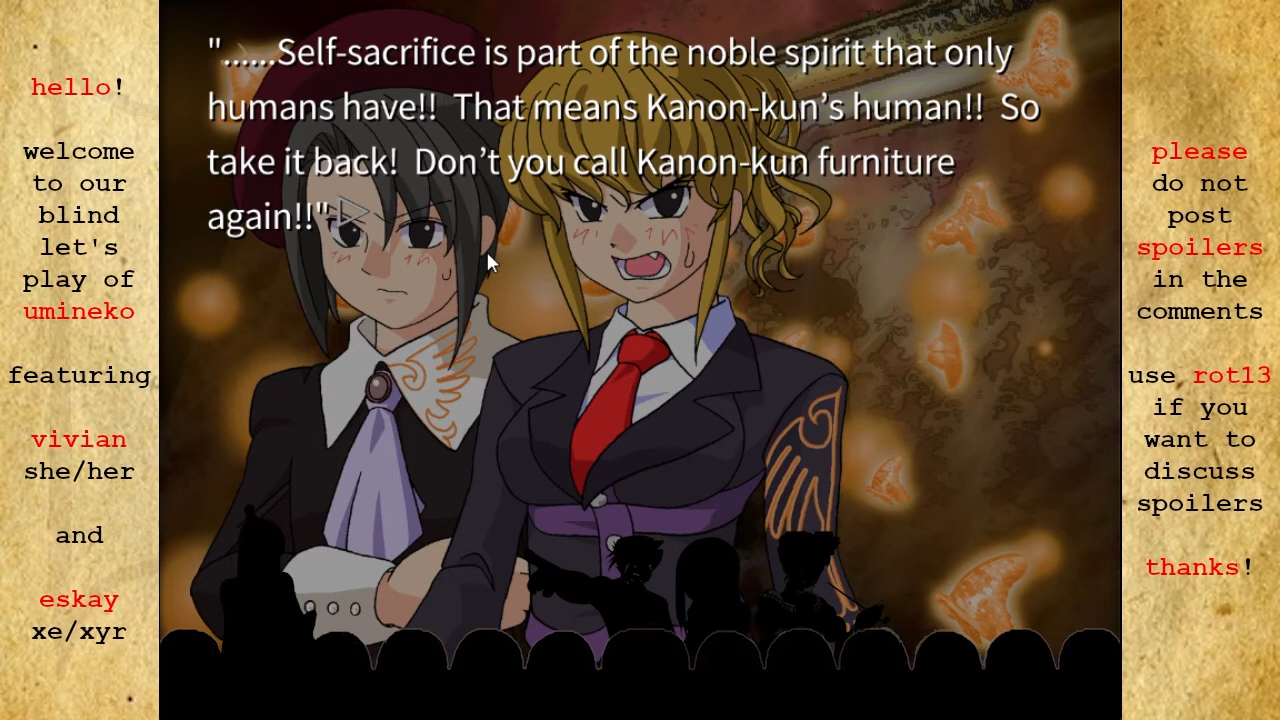 "......Self-sacrifice is part of the noble spirit that only
humans have!!  That means Kanon-kun’s human!!  So
take it back!  Don’t you call Kanon-kun furniture
again!!"
hello!
welcome
to our
blind
let's
play of
umineko
featuring
vivian
she/her
and
eskay
xe/xyr
please
do not
post
spoilers
in the
comments
use rot13
if you
want to
discuss
spoilers
thanks!